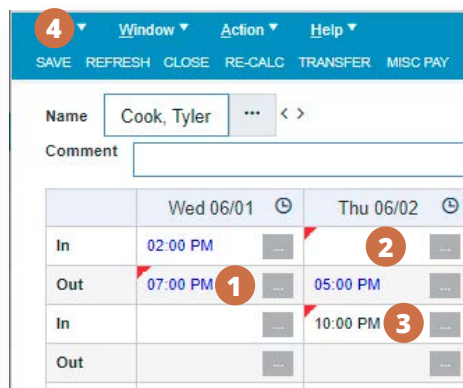 4 Window Action Help
SAVE REFRESH CLOSE RE-CALC TRANSFER MISC PAY
Name Cook, Tyler ... < >
Comment
Wed 06/01 Thu 06/02
In 02:00 PM ... 2 ...
Out 07:00 PM 1 ... 05:00 PM ...
In ... 10:00 PM 3 ...
Out ... ...